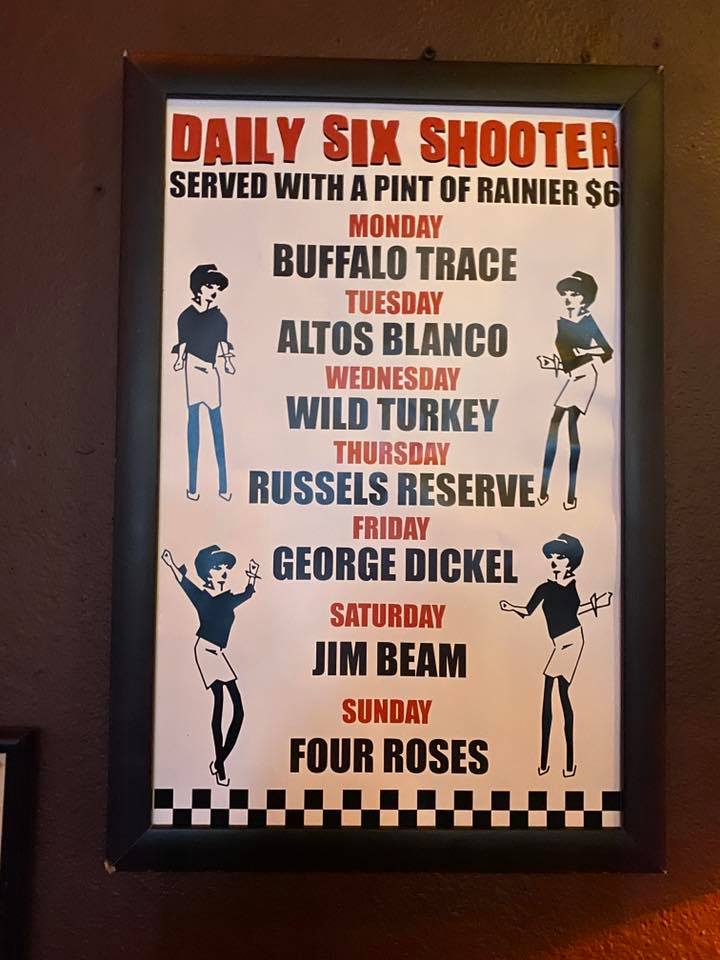 DAILY SIX SHOOTER
SERVED WITH A PINT OF RAINIER $6
MONDAY
BUFFALO TRACE
TUESDAY
ALTOS BLANCO
WEDNESDAY
WILD TURKEY
THURSDAY
RUSSELS RESERVE
FRIDAY
GEORGE DICKEL
SATURDAY
JIM BEAM
SUNDAY
FOUR ROSES